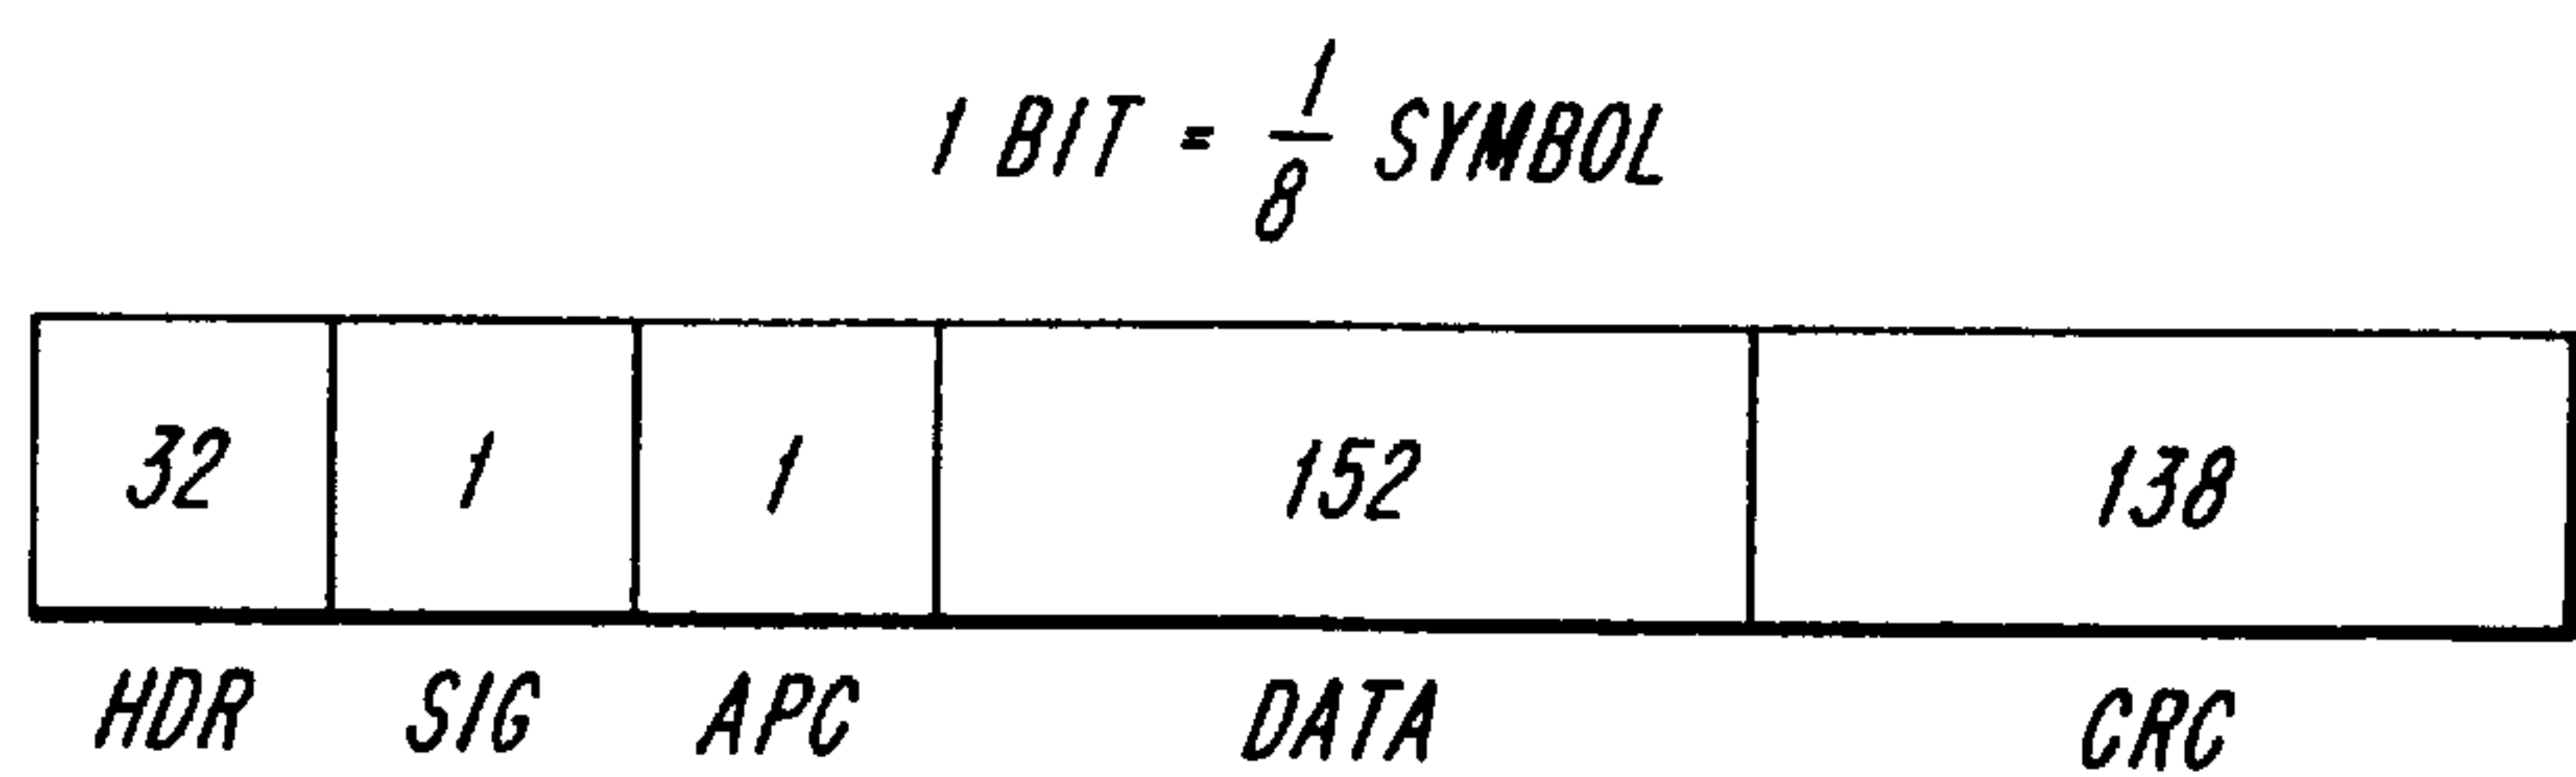 1 BIT = 1/8 SYMBOL
32 1 1 152 138
HDR SIG APC DATA CRC